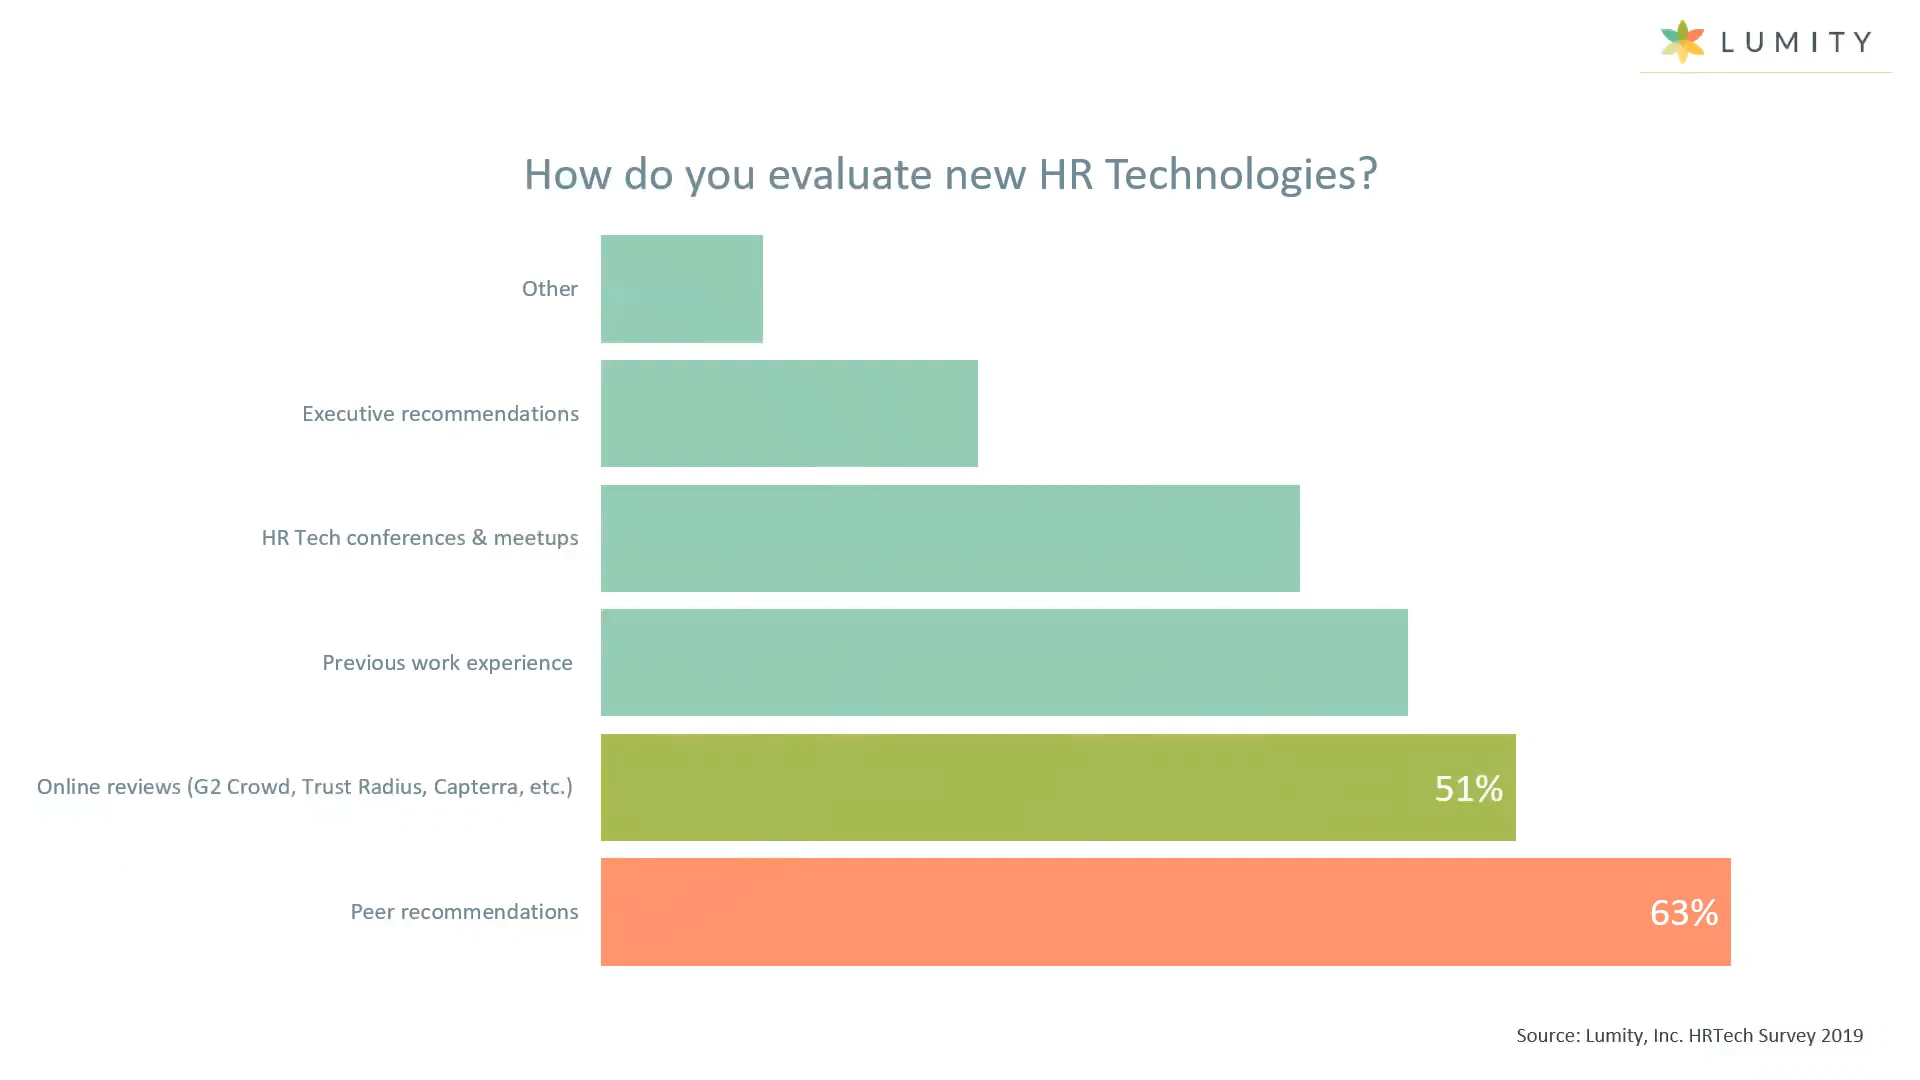 LUMITY
How do you evaluate new HR Technologies?
Other
Executive recommendations
HR Tech conferences & meetups
Previous work experience
Online reviews (G2 Crowd, Trust Radius, Capterra, etc.)
51%
Peer recommendations
63%
Source: Lumity, Inc. HRTech Survey 2019